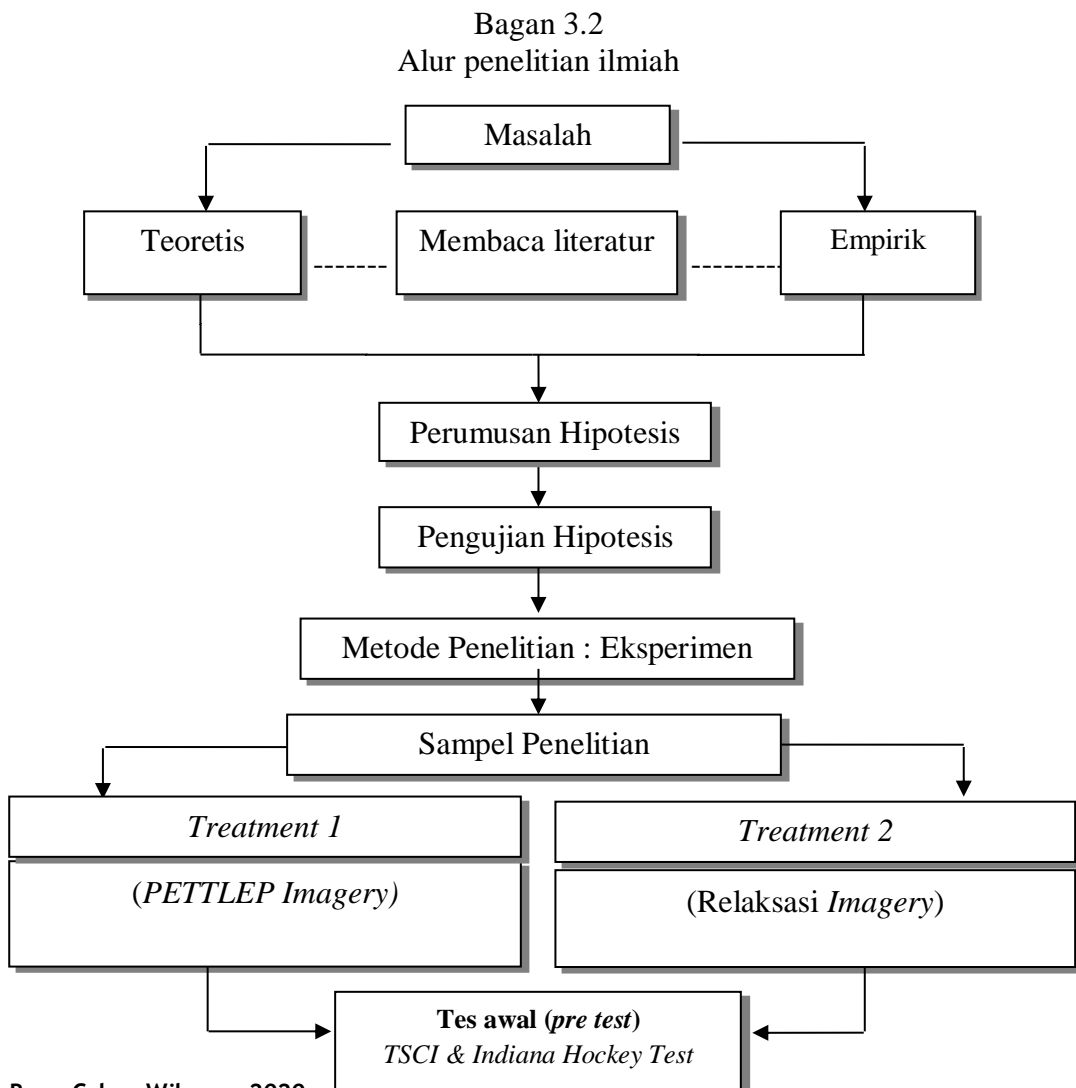 Bagan 3.2
Alur penelitian ilmiah
Masalah
Teoretis
Membaca literatur
Empirik
Perumusan Hipotesis
Pengujian Hipotesis
Metode Penelitian : Eksperimen
Sampel Penelitian
Treatment 1
Treatment 2
(PETTLEP Imagery)
(Relaksasi Imagery)
Tes awal (pre test)
TSCI & Indiana Hockey Test
2020